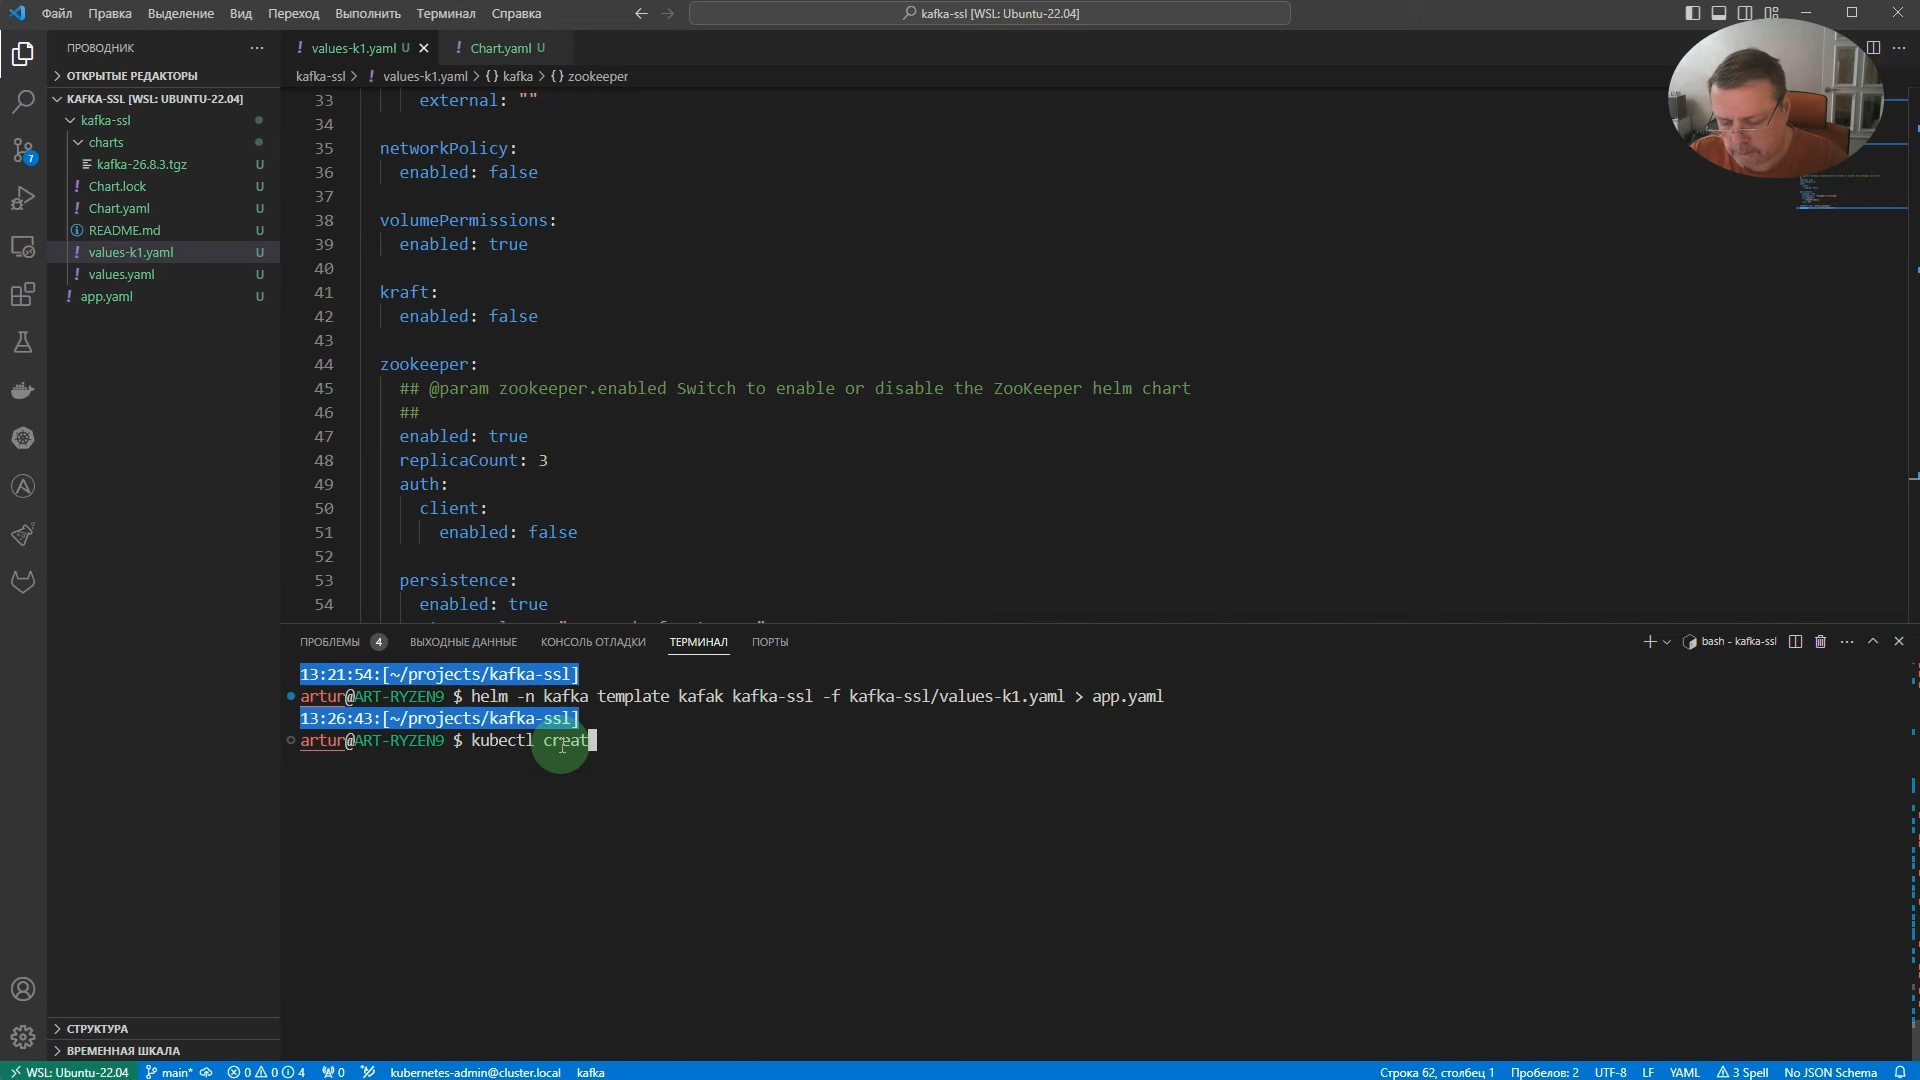 Файл Правка Выделение Вид Переход Выполнить Терминал Справка
kafka-ssl [WSL: Ubuntu-22.04]
ПРОВОДНИК
values-k1.yaml U
Chart.yaml U
ОТКРЫТЫЕ РЕДАКТОРЫ
kafka-ssl > values-k1.yaml > {} kafka > {} zookeeper
KAFKA-SSL [WSL: UBUNTU-22.04]
kafka-ssl
charts
kafka-26.8.3.tgz U
Chart.lock U
Chart.yaml U
README.md U
values-k1.yaml U
values.yaml U
app.yaml U
7
33 external: ""
34
35 networkPolicy:
36 enabled: false
37
38 volumePermissions:
39 enabled: true
40
41 kraft:
42 enabled: false
43
44 zookeeper:
45 ## @param zookeeper.enabled Switch to enable or disable the ZooKeeper helm chart
46 ##
47 enabled: true
48 replicaCount: 3
49 auth:
50 client:
51 enabled: false
52
53 persistence:
54 enabled: true
ПРОБЛЕМЫ 4 ВЫХОДНЫЕ ДАННЫЕ КОНСОЛЬ ОТЛАДКИ ТЕРМИНАЛ ПОРТЫ
bash - kafka-ssl
13:21:54:[~/projects/kafka-ssl]
artur@ART-RYZEN9 $ helm -n kafka template kafak kafka-ssl -f kafka-ssl/values-k1.yaml > app.yaml
13:26:43:[~/projects/kafka-ssl]
artur@ART-RYZEN9 $ kubectl creat
СТРУКТУРА
ВРЕМЕННАЯ ШКАЛА
WSL: Ubuntu-22.04 main* 0 0 4 0 kubernetes-admin@cluster.local kafka
Строка 62, столбец 1 Пробелов: 2 UTF-8 LF YAML 3 Spell No JSON Schema